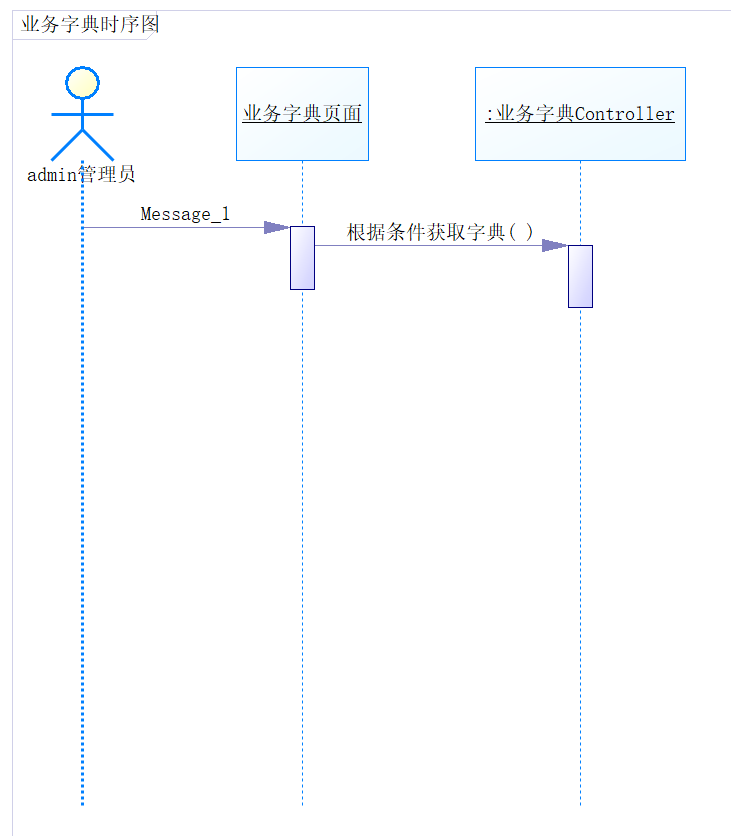 业务字典时序图
业务字典页面
:业务字典Controller
admin管理员
Message_1
根据条件获取字典( )